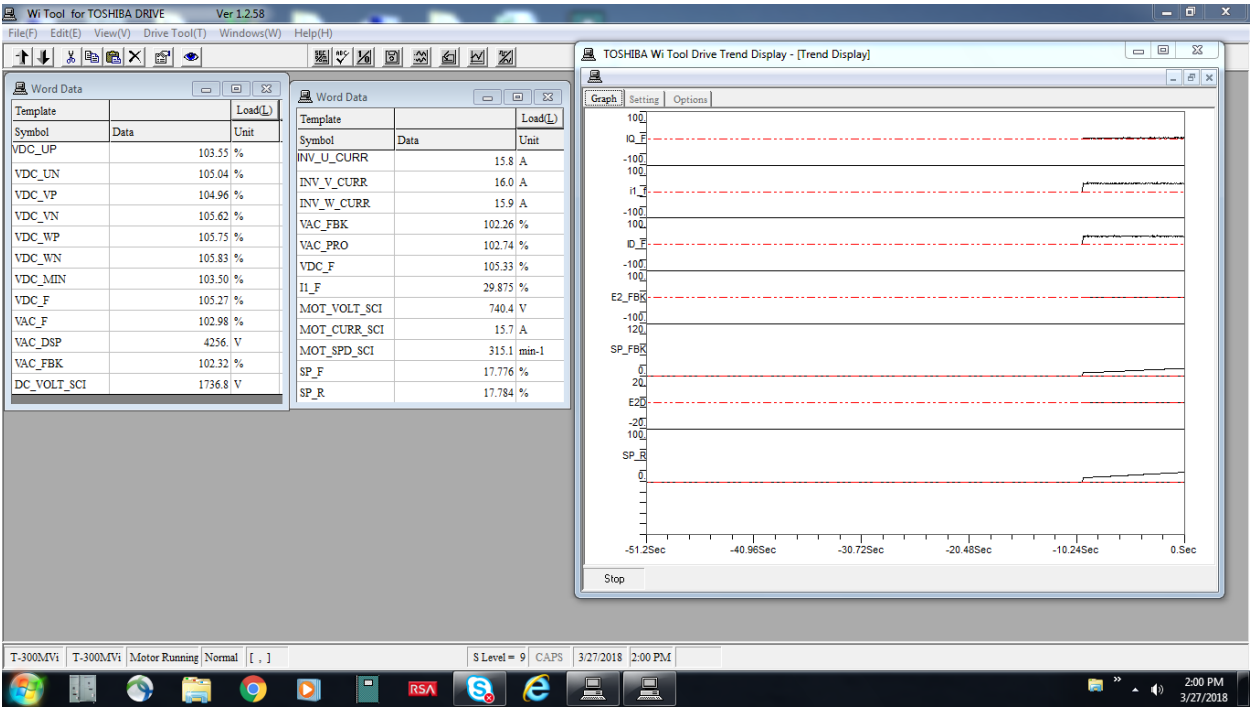 Wi Tool for TOSHIBA DRIVE Ver 1.2.58
File(F) Edit(E) View(V) Drive Tool(T) Windows(W) Help(H)
Word Data
Template Load(L)
Symbol Data Unit
VDC_UP 103.55 %
VDC_UN 105.04 %
VDC_VP 104.96 %
VDC_VN 105.62 %
VDC_WP 105.75 %
VDC_WN 105.83 %
VDC_MIN 103.50 %
VDC_F 105.27 %
VAC_F 102.98 %
VAC_DSP 4256. V
VAC_FBK 102.32 %
DC_VOLT_SCI 1736.8 V
Word Data
Template Load(L)
Symbol Data Unit
INV_U_CURR 15.8 A
INV_V_CURR 16.0 A
INV_W_CURR 15.9 A
VAC_FBK 102.26 %
VAC_PRO 102.74 %
VDC_F 105.33 %
I1_F 29.875 %
MOT_VOLT_SCI 740.4 V
MOT_CURR_SCI 15.7 A
MOT_SPD_SCI 315.1 min-1
SP_F 17.776 %
SP_R 17.784 %
TOSHIBA Wi Tool Drive Trend Display - [Trend Display]
Graph Setting Options
100.
IQ_F
-100.
100.
i1_f
-100.
100.
ID_F
-100.
100.
E2_FBK
-100.
120.
SP_FBK
0.
20.
E2D
-20.
100.
SP_R
0.
-51.2Sec -40.96Sec -30.72Sec -20.48Sec -10.24Sec 0.Sec
Stop
T-300MVi T-300MVi Motor Running Normal [ , ] S Level = 9 CAPS 3/27/2018 2:00 PM
RSA
2:00 PM
3/27/2018